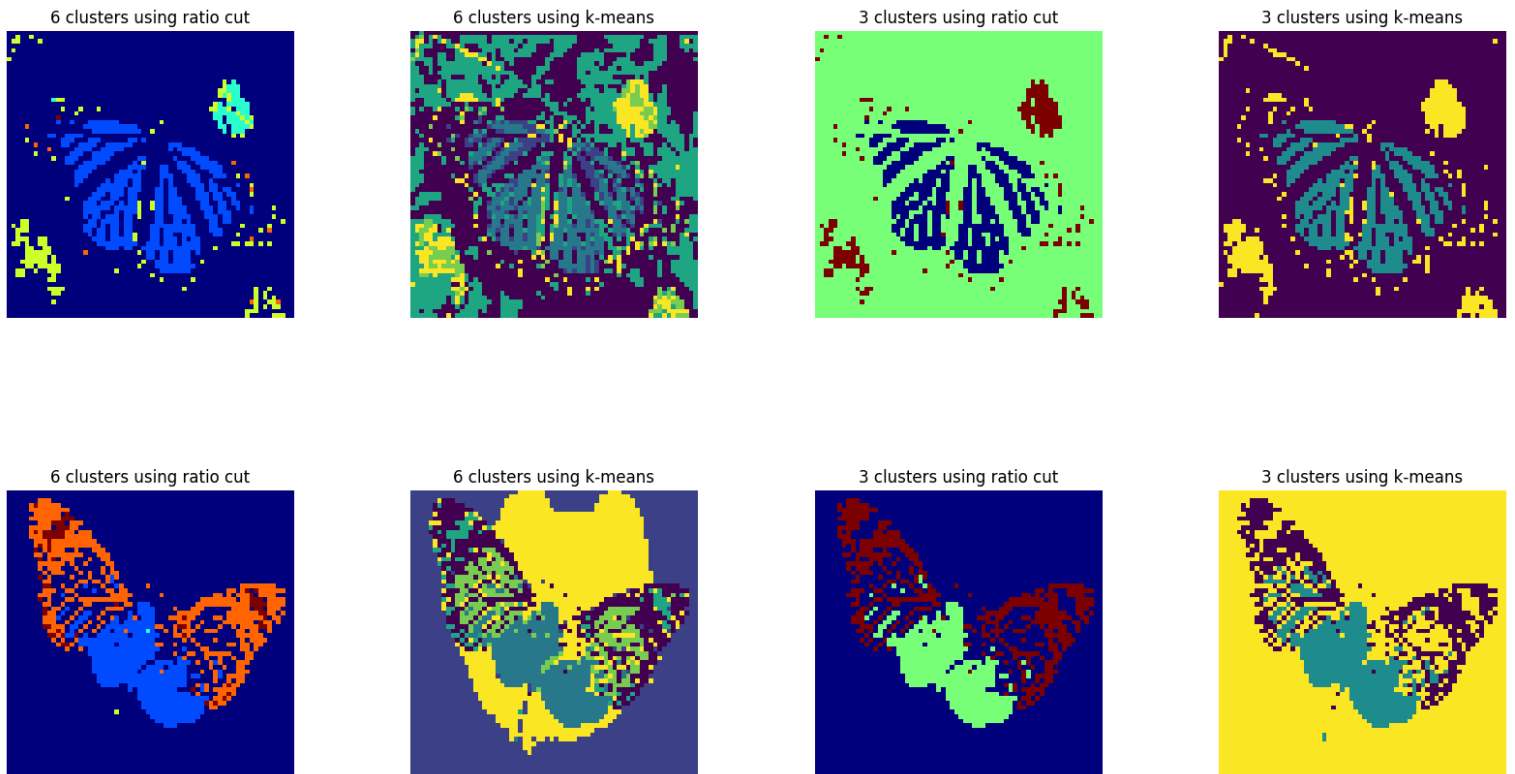 6 clusters using ratio cut
6 clusters using k-means
3 clusters using ratio cut
3 clusters using k-means
6 clusters using ratio cut
6 clusters using k-means
3 clusters using ratio cut
3 clusters using k-means